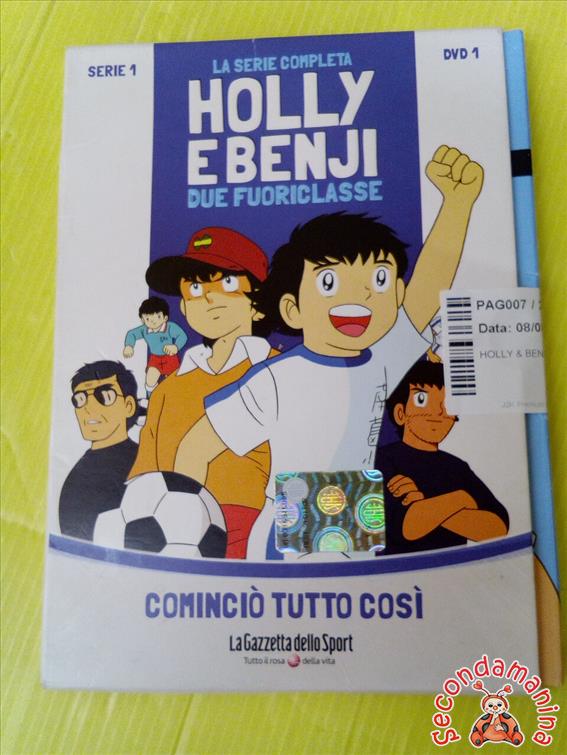 SERIE 1
LA SERIE COMPLETA
DVD 1
HOLLY
E BENJI
DUE FUORICLASSE
PAG007 /
Data: 08/0
HOLLY & BEN
COMINCIÒ TUTTO COSÌ
La Gazzetta dello Sport
Tutto il rosa della vita
Secondamanina